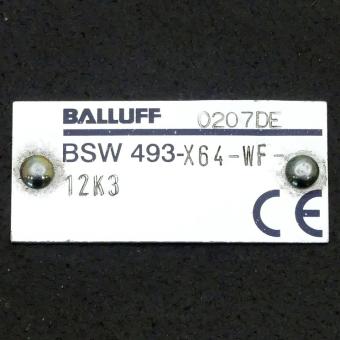 BALLUFF 0207DE
BSW 493-X64-WF-
12K3
CE